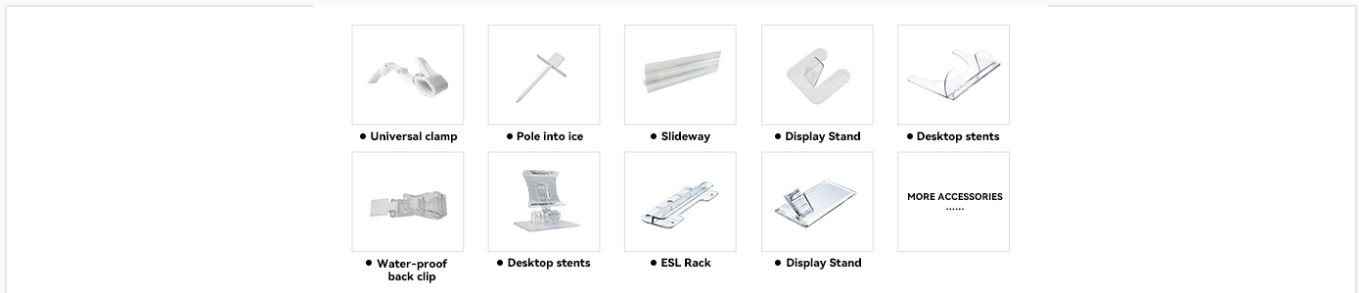 ● Universal clamp
● Pole into ice
● Slideway
● Display Stand
● Desktop stents
MORE ACCESSORIES
......
● Water-proof
back clip
● Desktop stents
● ESL Rack
● Display Stand